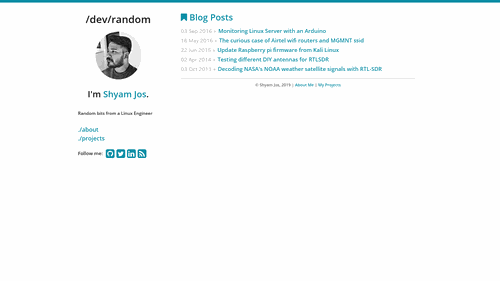 /dev/random
I'm Shyam Jos.
Random bits from a Linux Engineer
./about
./projects
Follow me:
Blog Posts
03 Sep 2016 » Monitoring Linux Server with an Arduino
16 May 2016 » The curious case of Airtel wifi routers and MGMNT ssid
22 Jun 2015 » Update Raspberry pi firmware from Kali Linux
02 Apr 2014 » Testing different DIY antennas for RTLSDR
03 Oct 2013 » Decoding NASA's NOAA weather satellite signals with RTL-SDR
© Shyam Jos, 2019 | About Me | My Projects